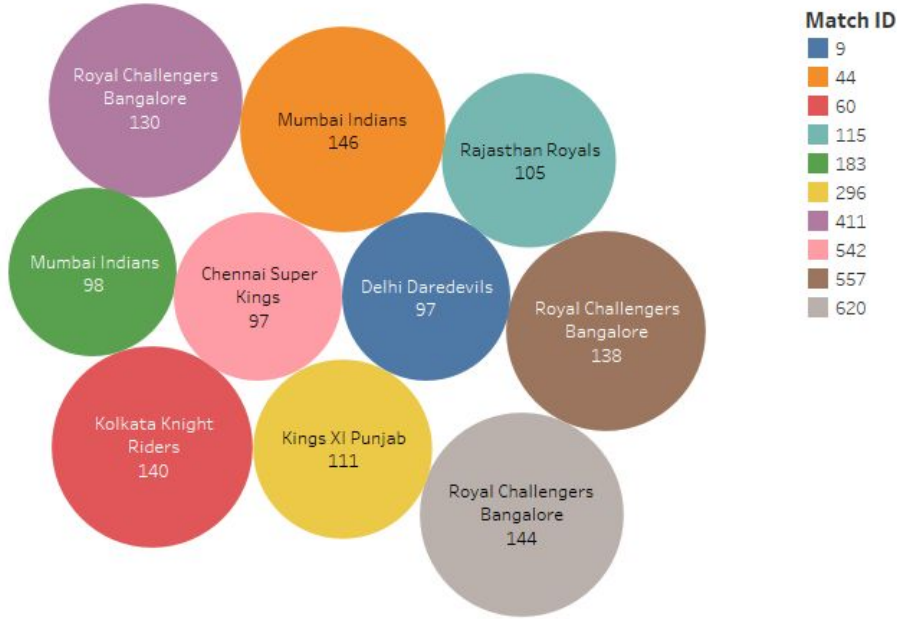 Royal Challengers
Bangalore
130
Mumbai Indians
146
Rajasthan Royals
105
Mumbai Indians
98
Chennai Super
Kings
97
Delhi Daredevils
97
Royal Challengers
Bangalore
138
Kolkata Knight
Riders
140
Kings XI Punjab
111
Royal Challengers
Bangalore
144
Match ID
9
44
60
115
183
296
411
542
557
620